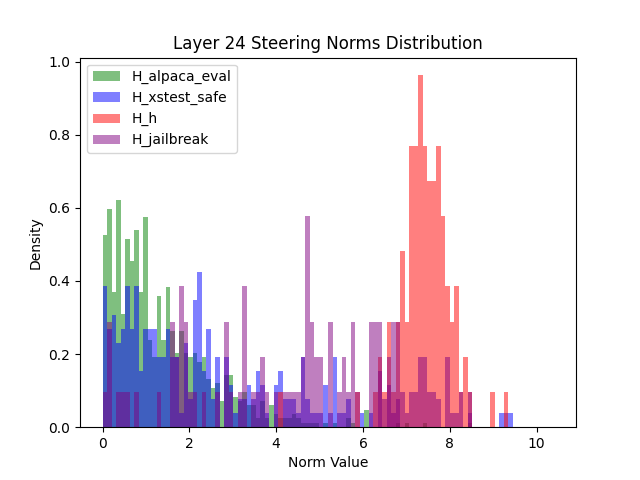 Layer 24 Steering Norms Distribution
1.0
0.8
0.6
0.4
0.2
0.0
Density
H_alpaca_eval
H_xstest_safe
H_h
H_jailbreak
0 2 4 6 8 10
Norm Value